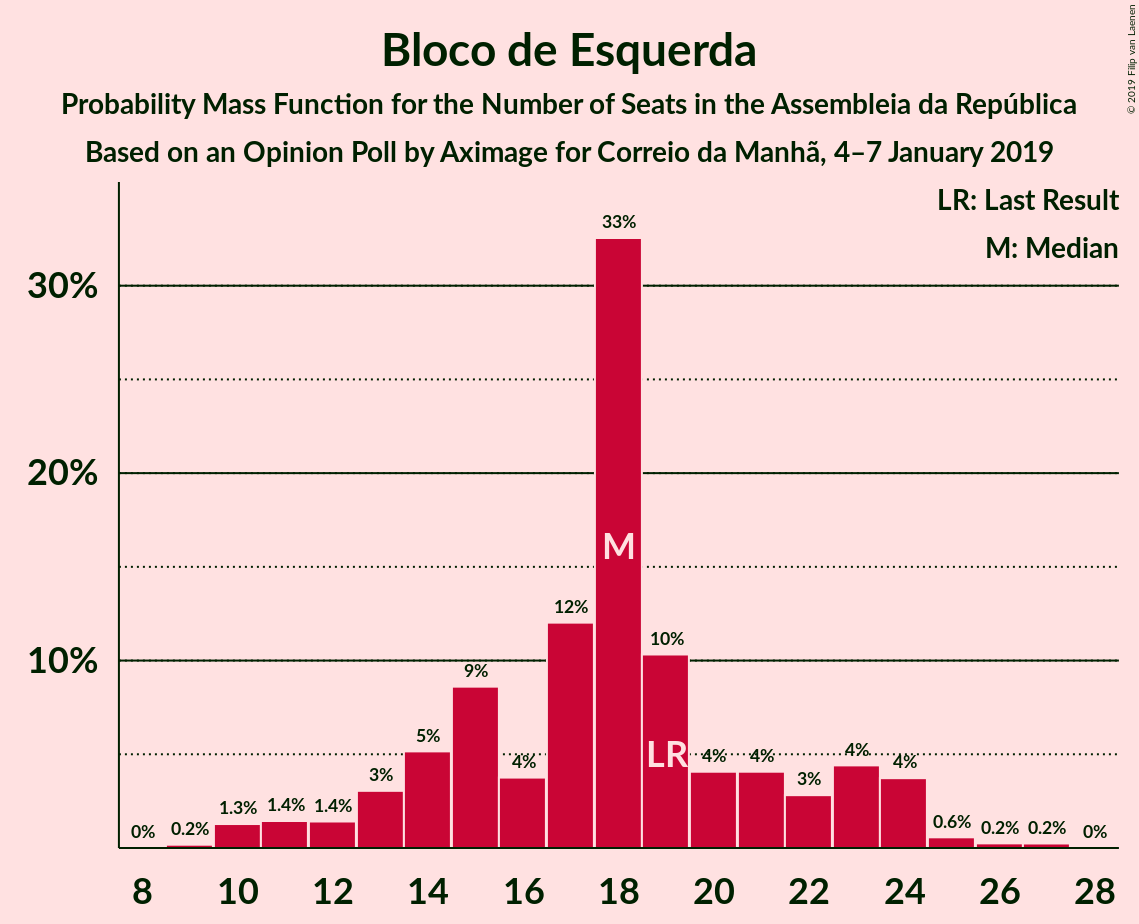 Bloco de Esquerda
Probability Mass Function for the Number of Seats in the Assembleia da República
Based on an Opinion Poll by Aximage for Correio da Manhã, 4–7 January 2019
© 2019 Filip van Laenen
LR: Last Result
M: Median
30%
20%
10%
0%
0.2%
1.3%
1.4%
1.4%
3%
5%
9%
4%
12%
33%
10%
4%
4%
3%
4%
4%
0.6%
0.2%
0.2%
0%
M
LR
8 10 12 14 16 18 20 22 24 26 28